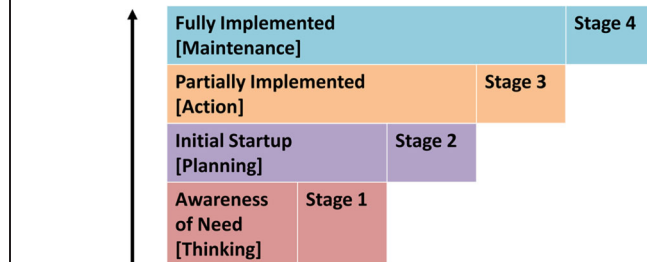 Fully Implemented
[Maintenance]
Stage 4
Partially Implemented
[Action]
Stage 3
Initial Startup
[Planning]
Stage 2
Awareness
of Need
[Thinking]
Stage 1